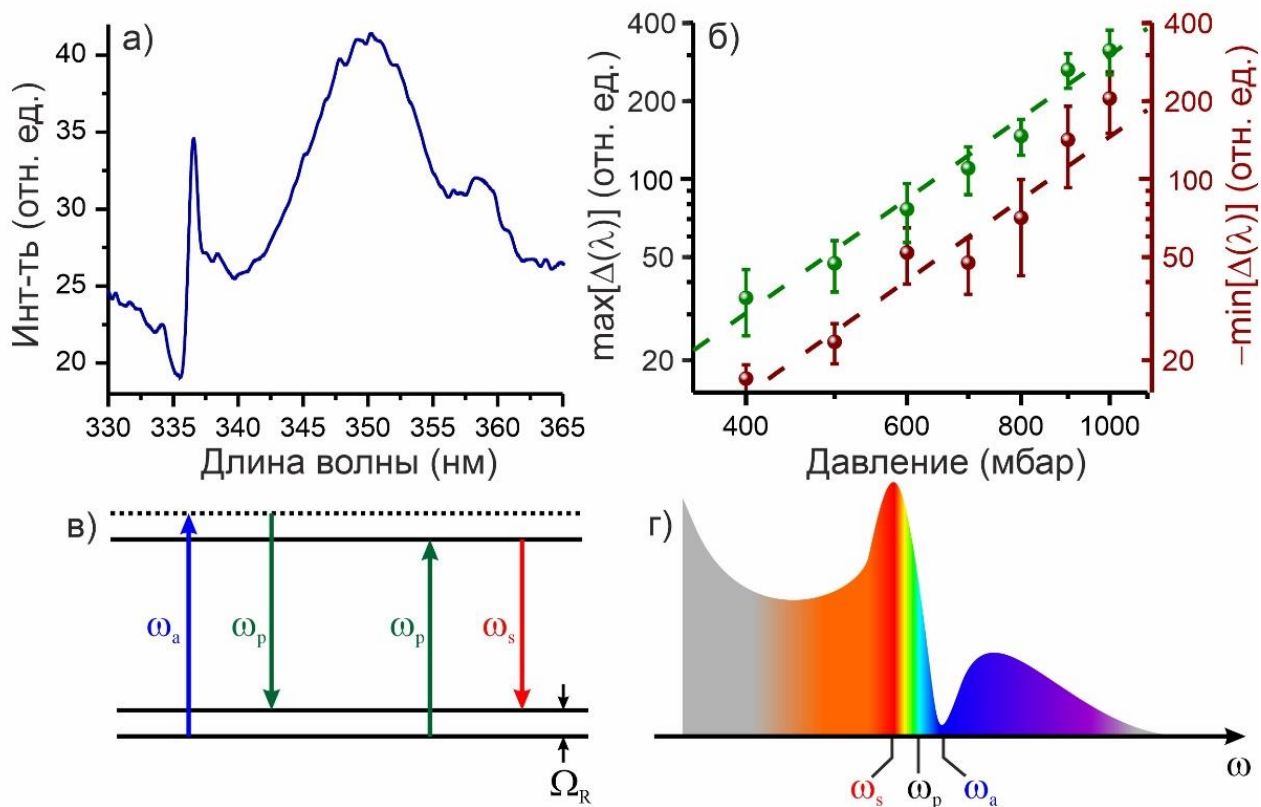 а)
Инт-ть (отн. ед.)
40
35
30
25
20
330 335 340 345 350 355 360 365
Длина волны (нм)
б)
max[Δ(λ)] (отн. ед.)
400
200
100
50
20
400 600 800 1000
Давление (мбар)
400
200
100
50
20
−min[Δ(λ)] (отн. ед.)
в)
ωa ωp ωp ωs
ΩR
г)
ωs ωp ωa
ω